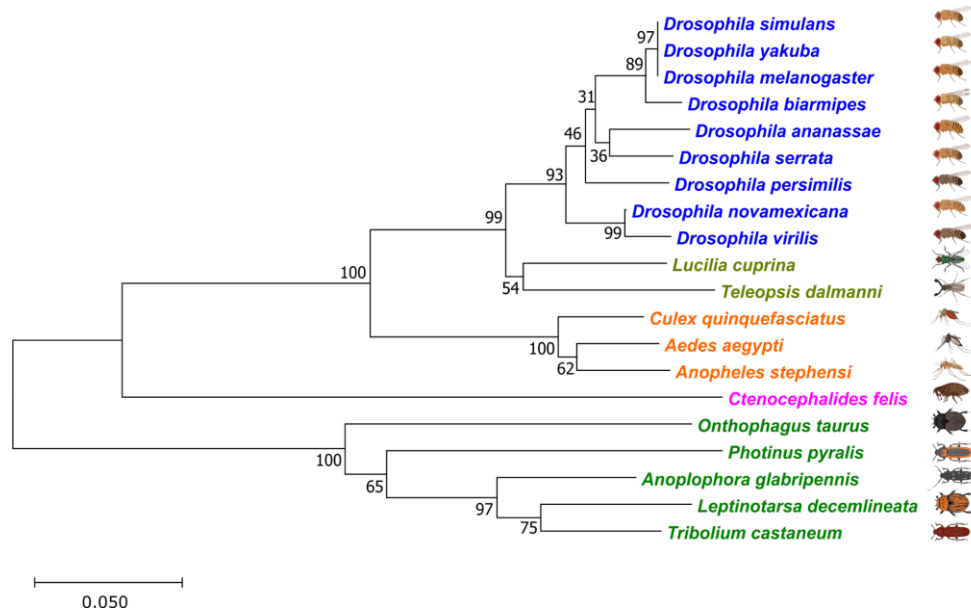 Drosophila simulans
97
Drosophila yakuba
89
Drosophila melanogaster
31
Drosophila biarmipes
46
Drosophila ananassae
36
Drosophila serrata
93
Drosophila persimilis
99
Drosophila novamexicana
99
Drosophila virilis
Lucilia cuprina
100
54
Teleopsis dalmanni
Culex quinquefasciatus
100
Aedes aegypti
62
Anopheles stephensi
Ctenocephalides felis
Onthophagus taurus
100
Photinus pyralis
65
Anoplophora glabripennis
97
Leptinotarsa decemlineata
75
Tribolium castaneum
0.050